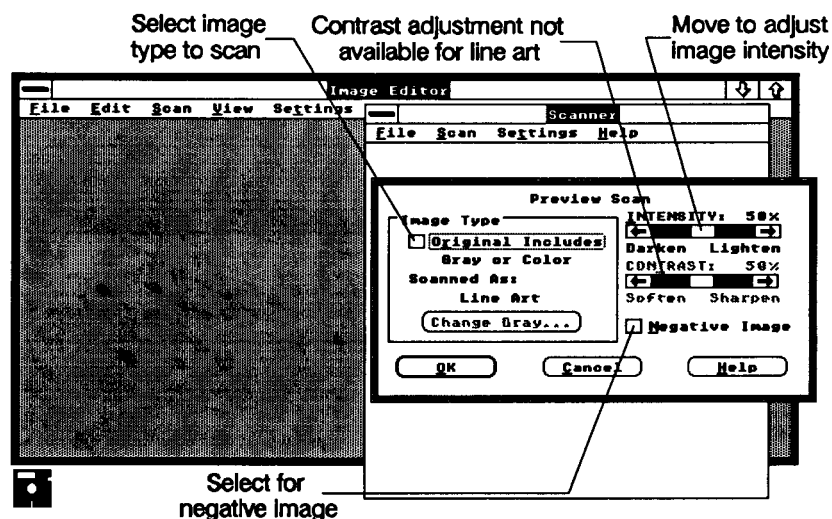 Select image
type to scan
Contrast adjustment not
available for line art
Move to adjust
image intensity
Image Editor
File Edit Scan View Settings
Scanner
File Scan Settings Help
Preview Scan
Image Type
Original Includes
Gray or Color
Scanned As:
Line Art
Change Gray...
INTENSITY: 50%
Darken Lighten
CONTRAST: 50%
Soften Sharpen
Negative Image
OK Cancel Help
Select for
negative image